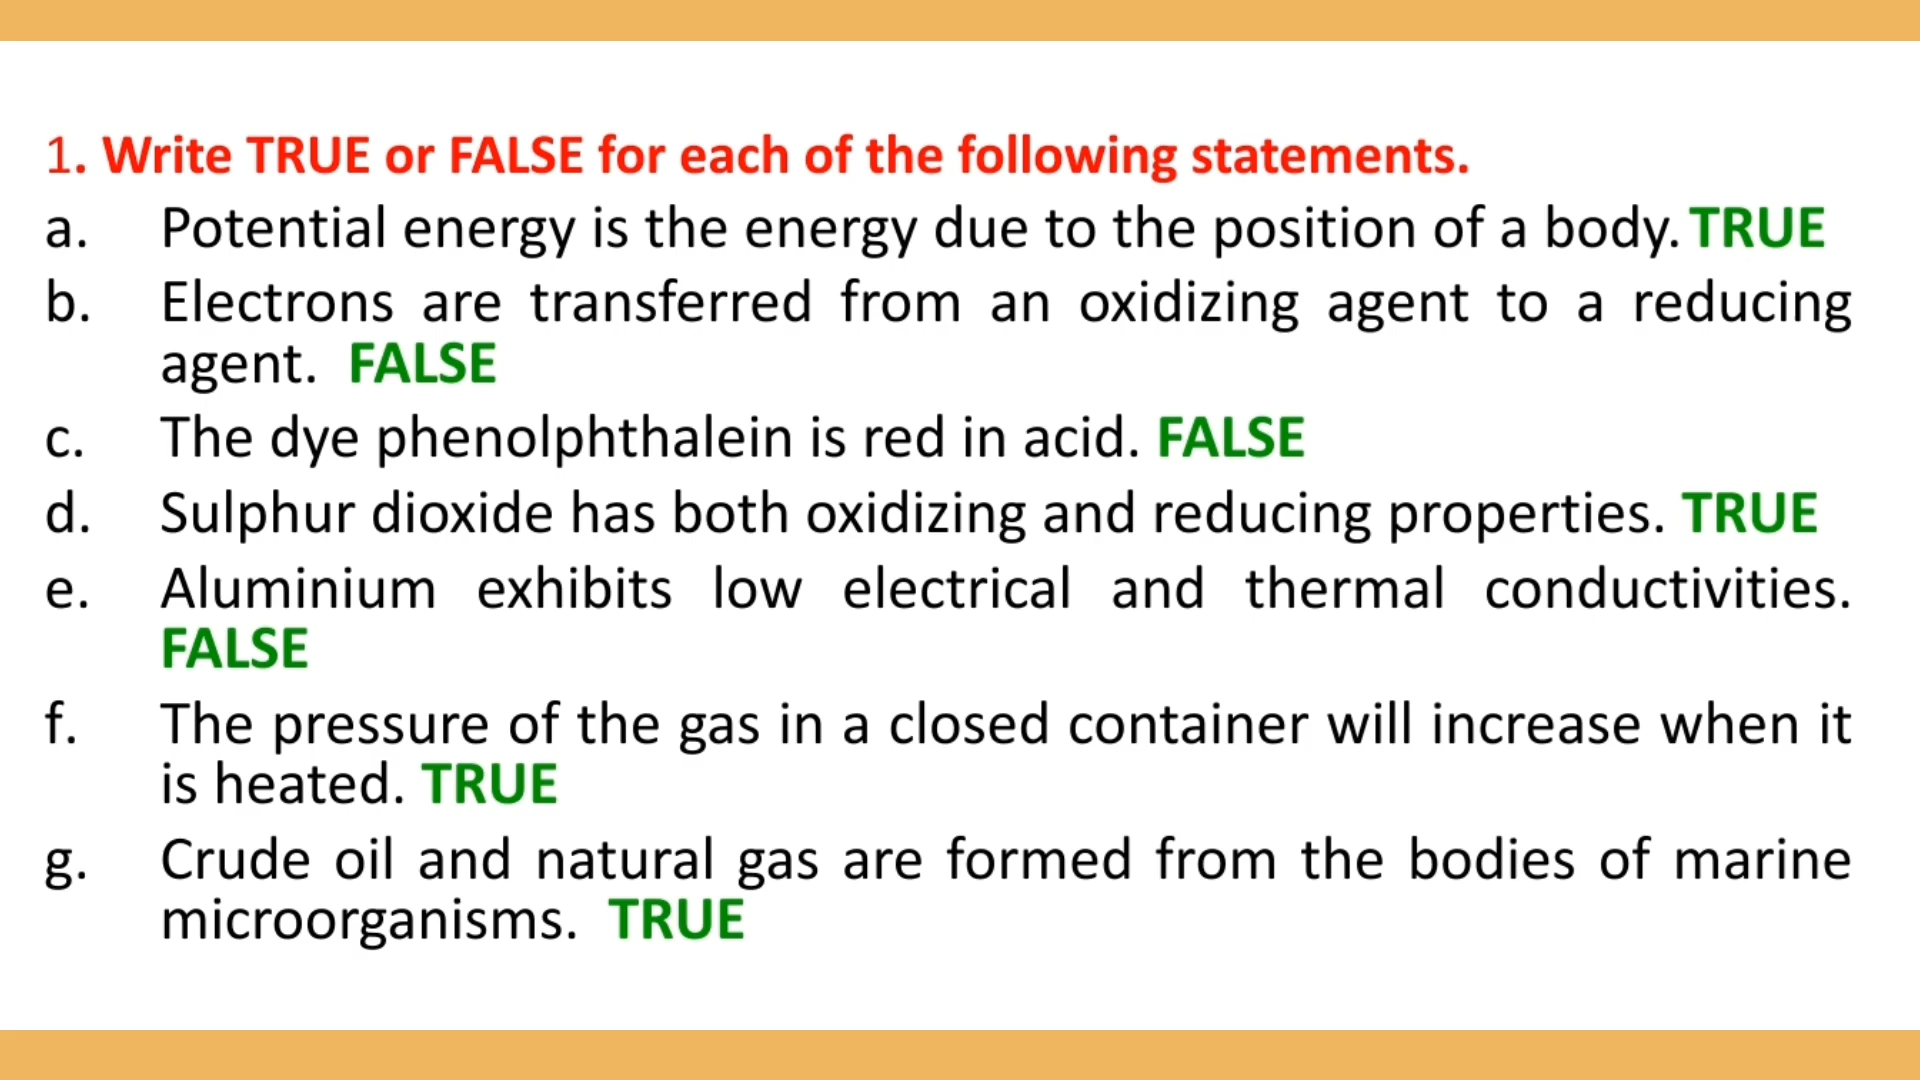 1. Write TRUE or FALSE for each of the following statements.
a. Potential energy is the energy due to the position of a body. TRUE
b. Electrons are transferred from an oxidizing agent to a reducing
agent. FALSE
c. The dye phenolphthalein is red in acid. FALSE
d. Sulphur dioxide has both oxidizing and reducing properties. TRUE
e. Aluminium exhibits low electrical and thermal conductivities.
FALSE
f. The pressure of the gas in a closed container will increase when it
is heated. TRUE
g. Crude oil and natural gas are formed from the bodies of marine
microorganisms. TRUE